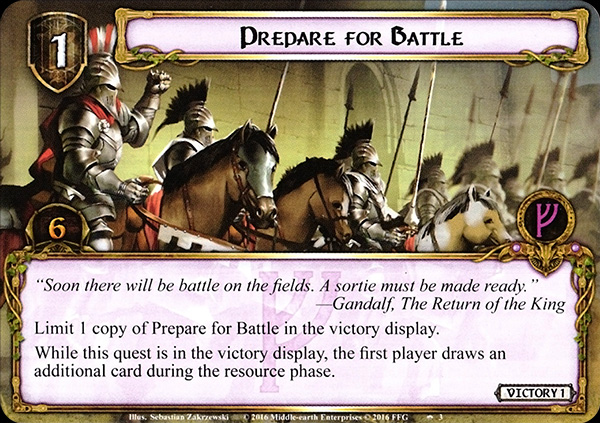 1
PREPARE FOR BATTLE
6
“Soon there will be battle on the fields. A sortie must be made ready.”
—Gandalf, The Return of the King
Limit 1 copy of Prepare for Battle in the victory display.
While this quest is in the victory display, the first player draws an
additional card during the resource phase.
VICTORY 1
Illus. Sebastian Zakrzewski © 2016 Middle-earth Enterprises © 2016 FFG 3